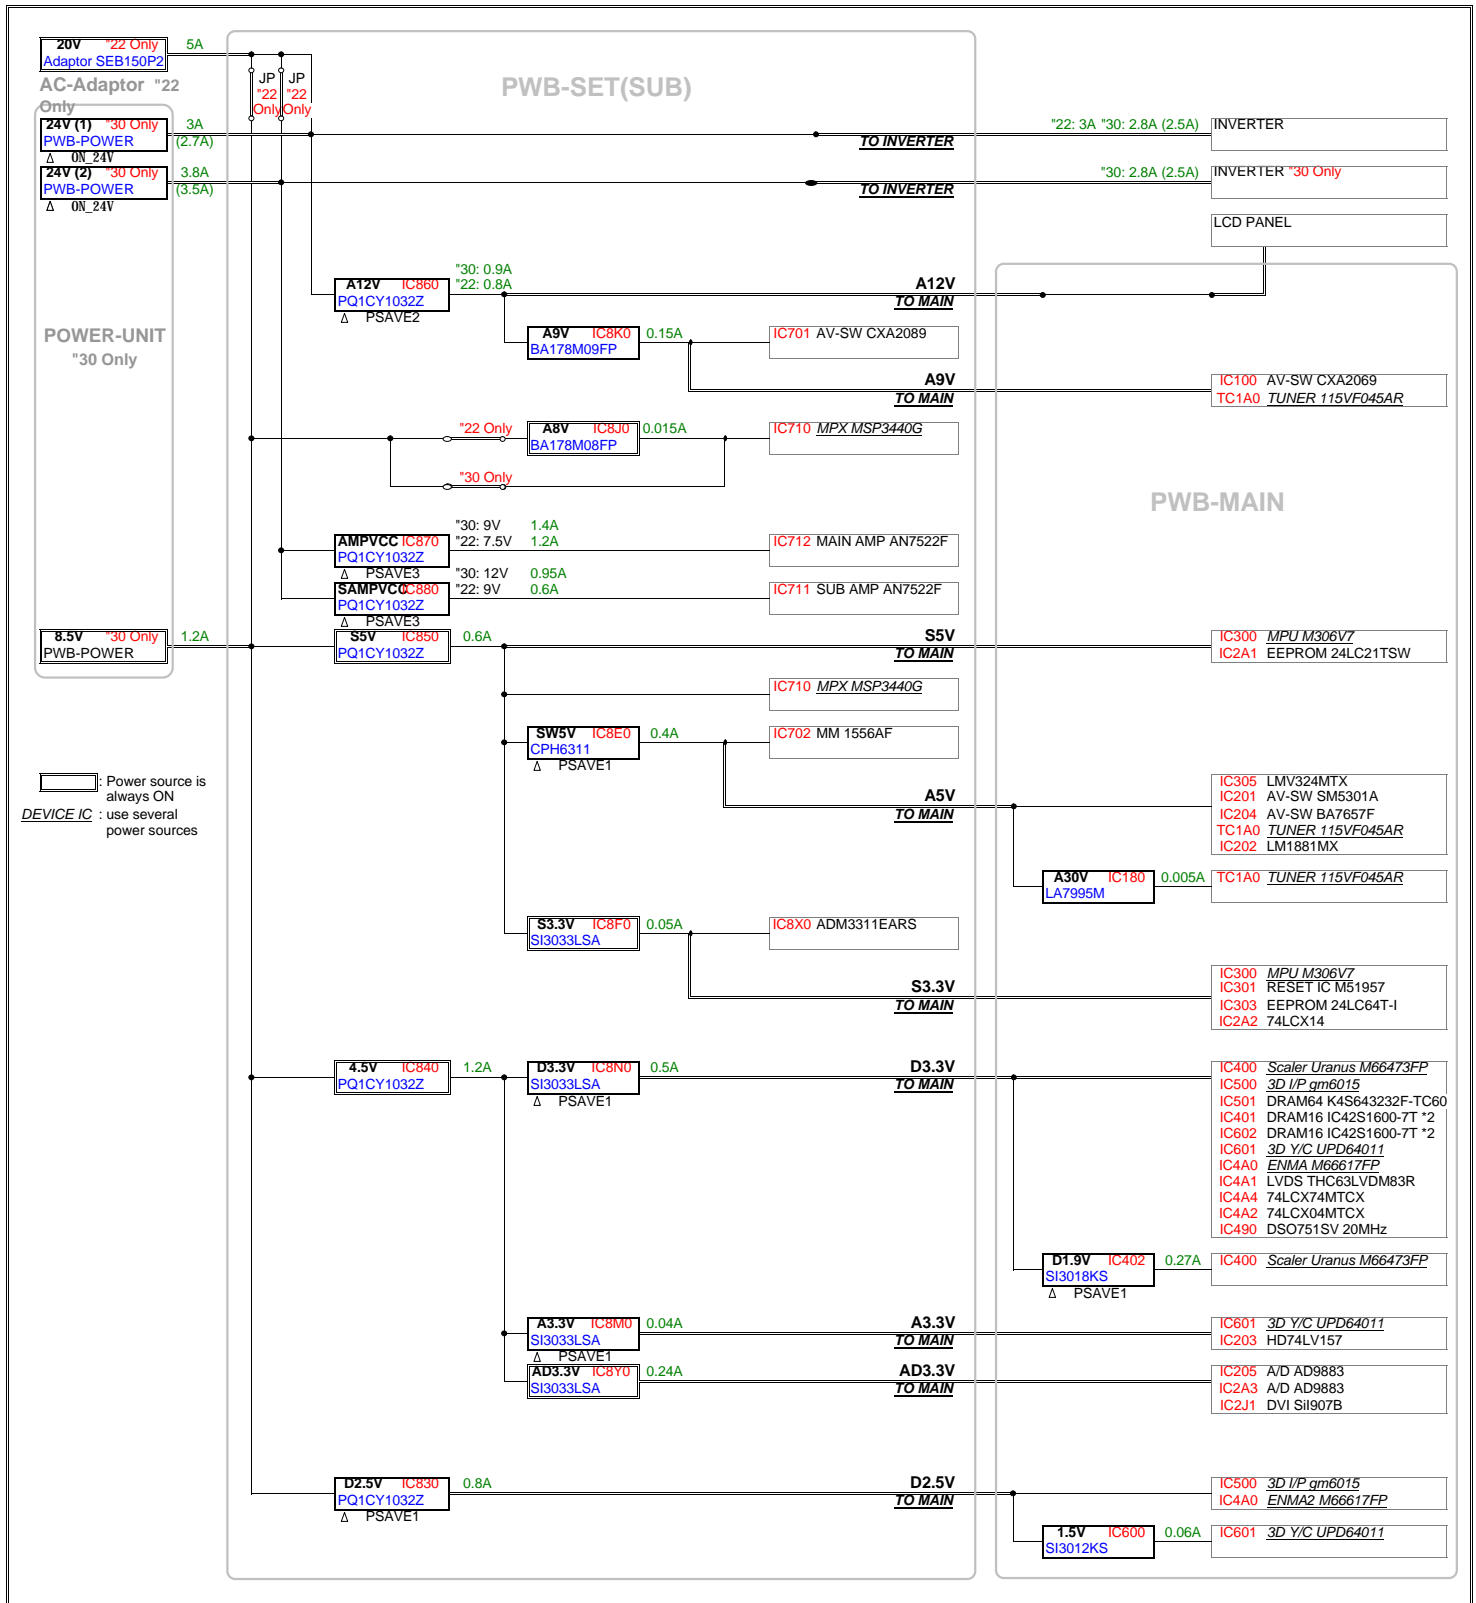 20V "22 Only 5A
Adaptor SEB150P2
AC-Adaptor "22
Only
JP JP
"22 "22
Only Only
PWB-SET(SUB)
24V (1) "30 Only 3A
PWB-POWER (2.7A)
Δ ON_24V
"22: 3A "30: 2.8A (2.5A) INVERTER
TO INVERTER
24V (2) "30 Only 3.8A
PWB-POWER (3.5A)
Δ ON_24V
"30: 2.8A (2.5A) INVERTER "30 Only
TO INVERTER
LCD PANEL
"30: 0.9A
A12V IC860 "22: 0.8A
PQ1CY1032Z
Δ PSAVE2
A12V
TO MAIN
POWER-UNIT
"30 Only
A9V IC8K0 0.15A
BA178M09FP
IC701 AV-SW CXA2089
A9V
TO MAIN
IC100 AV-SW CXA2069
TC1A0 TUNER 115VF045AR
"22 Only
A8V IC8J0 0.015A
BA178M08FP
IC710 MPX MSP3440G
"30 Only
PWB-MAIN
"30: 9V 1.4A
AMPVCC IC870 "22: 7.5V 1.2A
PQ1CY1032Z
Δ PSAVE3
IC712 MAIN AMP AN7522F
"30: 12V 0.95A
SAMPVCC IC880 "22: 9V 0.6A
PQ1CY1032Z
Δ PSAVE3
IC711 SUB AMP AN7522F
8.5V "30 Only 1.2A
PWB-POWER
S5V IC850 0.6A
PQ1CY1032Z
S5V
TO MAIN
IC300 MPU M306V7
IC2A1 EEPROM 24LC21TSW
IC710 MPX MSP3440G
SW5V IC8E0 0.4A
CPH6311
Δ PSAVE1
IC702 MM 1556AF
: Power source is
always ON
DEVICE IC : use several
power sources
A5V
TO MAIN
IC305 LMV324MTX
IC201 AV-SW SM5301A
IC204 AV-SW BA7657F
TC1A0 TUNER 115VF045AR
IC202 LM1881MX
A30V IC180 0.005A
LA7995M
TC1A0 TUNER 115VF045AR
S3.3V IC8F0 0.05A
SI3033LSA
IC8X0 ADM3311EARS
S3.3V
TO MAIN
IC300 MPU M306V7
IC301 RESET IC M51957
IC303 EEPROM 24LC64T-I
IC2A2 74LCX14
4.5V IC840 1.2A
PQ1CY1032Z
D3.3V IC8N0 0.5A
SI3033LSA
Δ PSAVE1
D3.3V
TO MAIN
IC400 Scaler Uranus M66473FP
IC500 3D I/P gm6015
IC501 DRAM64 K4S643232F-TC60
IC401 DRAM16 IC42S1600-7T *2
IC602 DRAM16 IC42S1600-7T *2
IC601 3D Y/C UPD64011
IC4A0 ENMA M66617FP
IC4A1 LVDS THC63LVDM83R
IC4A4 74LCX74MTCX
IC4A2 74LCX04MTCX
IC490 DSO751SV 20MHz
D1.9V IC402 0.27A
SI3018KS
Δ PSAVE1
IC400 Scaler Uranus M66473FP
A3.3V IC8M0 0.04A
SI3033LSA
Δ PSAVE1
A3.3V
TO MAIN
IC601 3D Y/C UPD64011
IC203 HD74LV157
AD3.3V IC8Y0 0.24A
SI3033LSA
AD3.3V
TO MAIN
IC205 A/D AD9883
IC2A3 A/D AD9883
IC2J1 DVI SiI907B
D2.5V IC830 0.8A
PQ1CY1032Z
Δ PSAVE1
D2.5V
TO MAIN
IC500 3D I/P gm6015
IC4A0 ENMA2 M66617FP
1.5V IC600 0.06A
SI3012KS
IC601 3D Y/C UPD64011